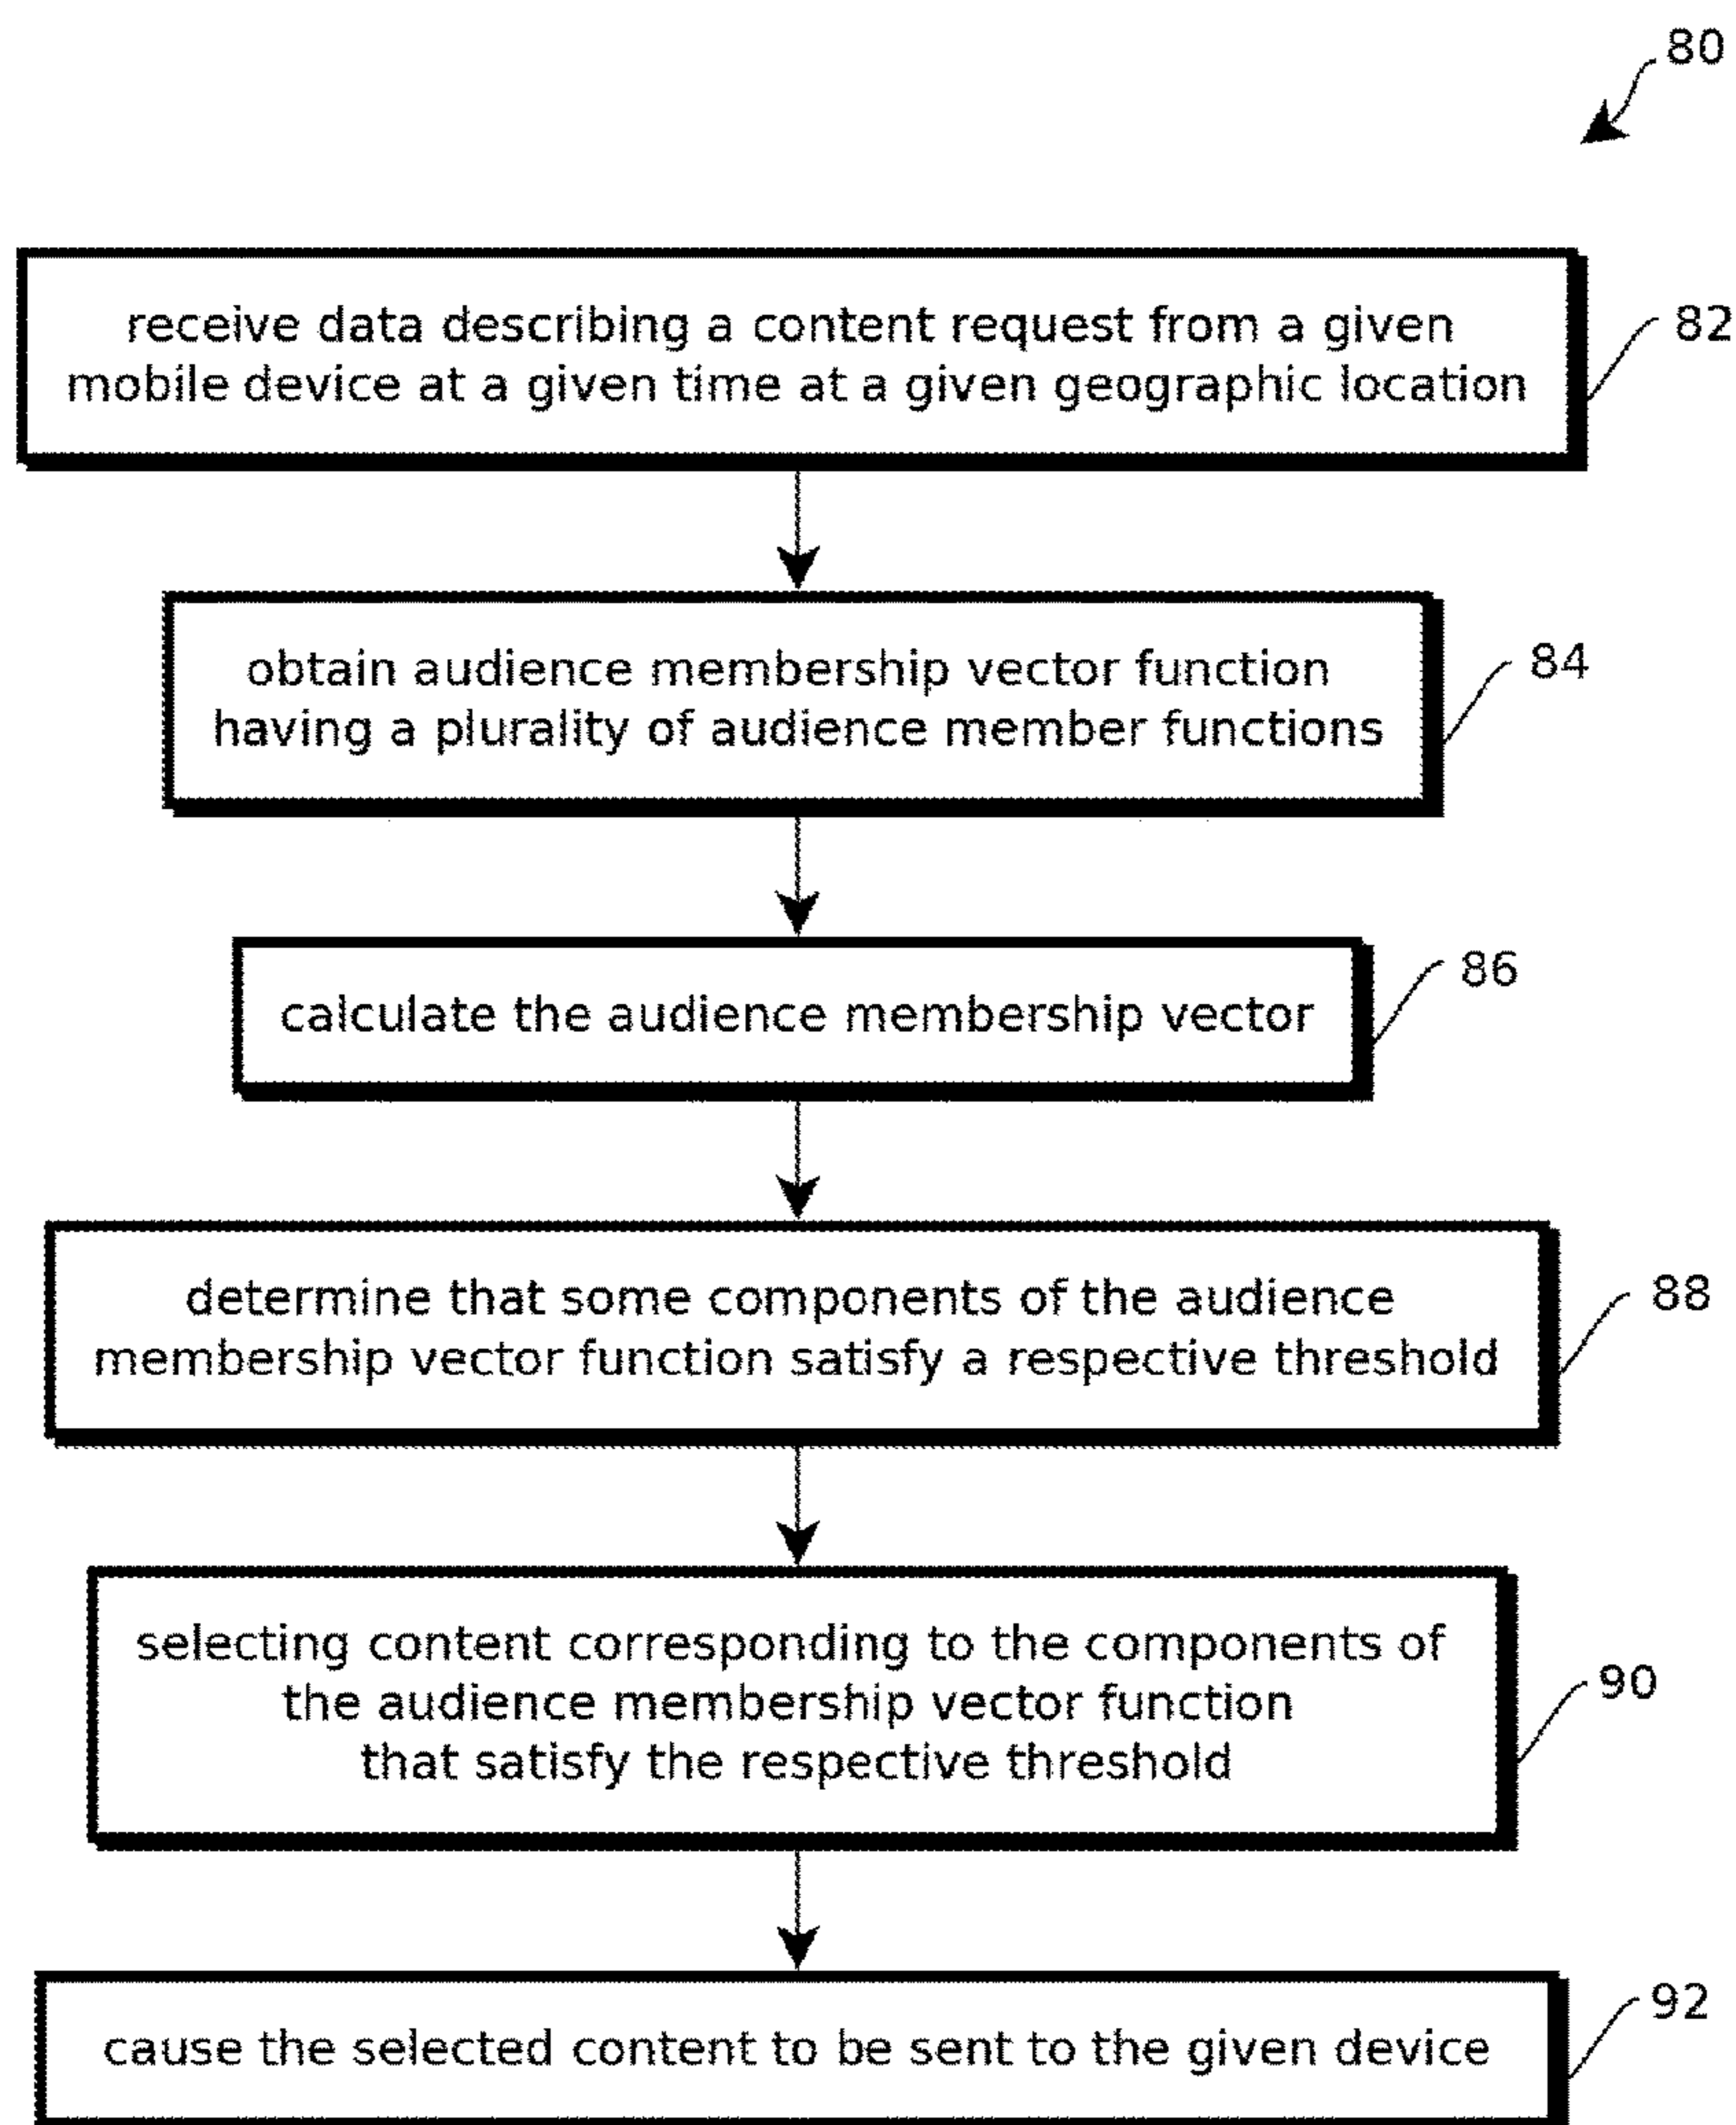 80
receive data describing a content request from a given
mobile device at a given time at a given geographic location
82
obtain audience membership vector function
having a plurality of audience member functions
84
calculate the audience membership vector
86
determine that some components of the audience
membership vector function satisfy a respective threshold
88
selecting content corresponding to the components of
the audience membership vector function
that satisfy the respective threshold
90
cause the selected content to be sent to the given device
92